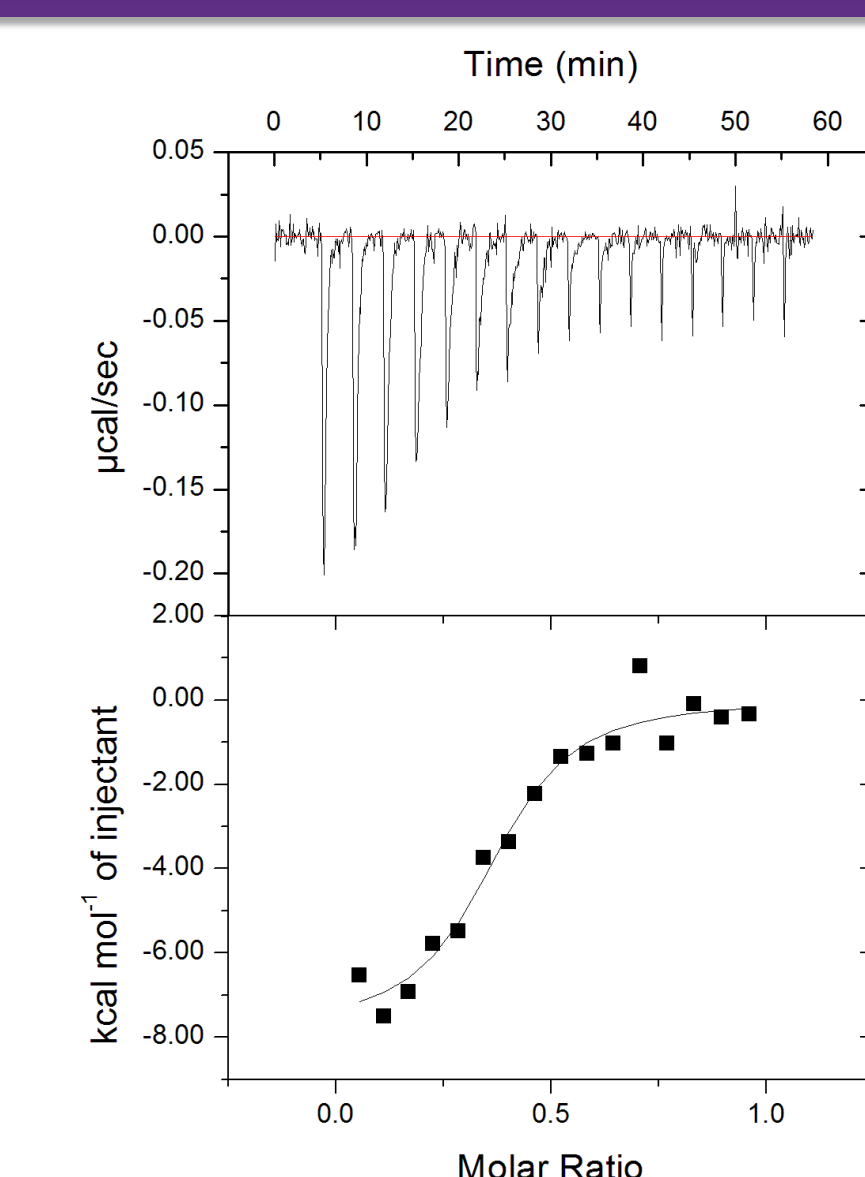 Time (min)
0 10 20 30 40 50 60
0.05
0.00
-0.05
-0.10
-0.15
-0.20
µcal/sec
2.00
0.00
-2.00
-4.00
-6.00
-8.00
kcal mol⁻¹ of injectant
0.0 0.5 1.0
Molar Ratio